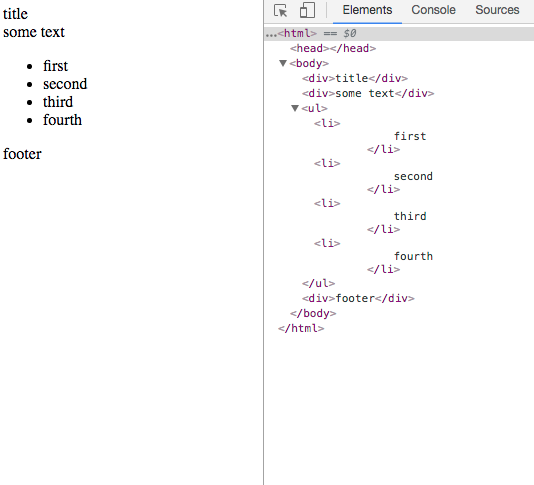 title
some text
• first
• second
• third
• fourth
footer
Elements Console Sources
…<html> == $0
<head></head>
▼<body>
<div>title</div>
<div>some text</div>
▼<ul>
<li>
first
</li>
<li>
second
</li>
<li>
third
</li>
<li>
fourth
</li>
</ul>
<div>footer</div>
</body>
</html>